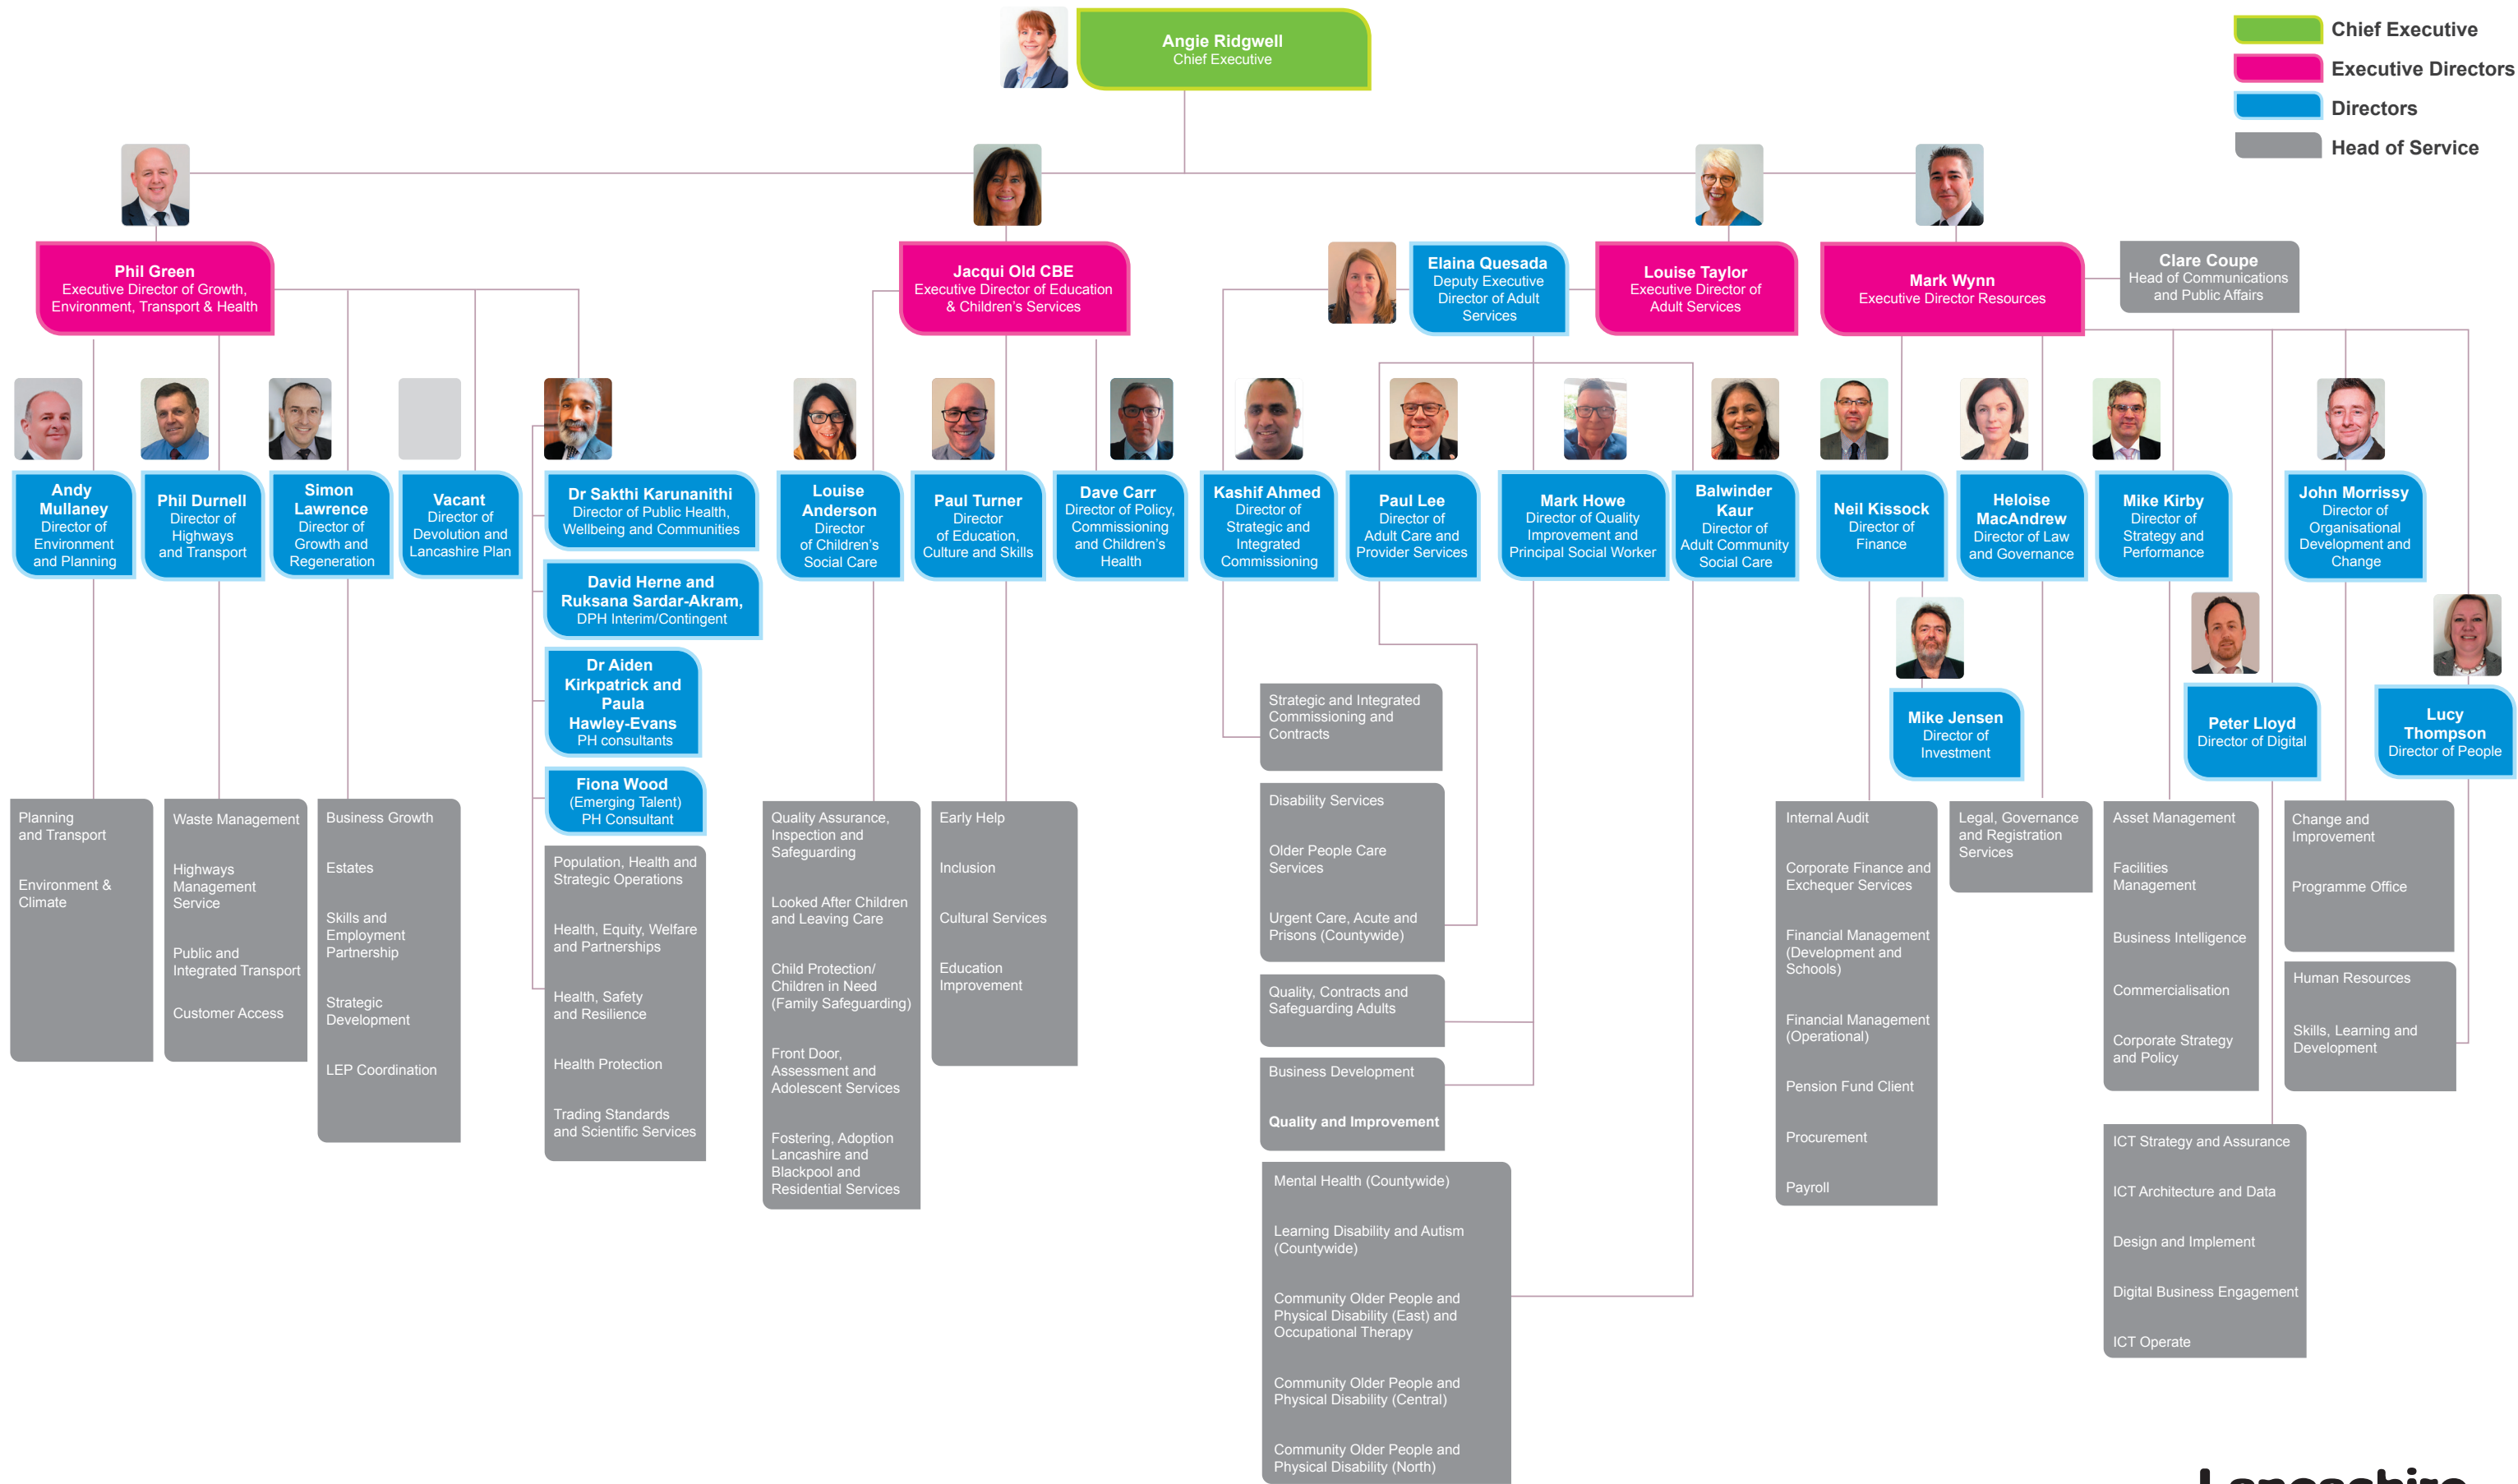 Angie Ridgwell
Chief Executive
Chief Executive
Executive Directors
Directors
Head of Service
Phil Green
Executive Director of Growth,
Environment, Transport & Health
Jacqui Old CBE
Executive Director of Education
& Children's Services
Elaina Quesada
Deputy Executive
Director of Adult
Services
Louise Taylor
Executive Director of
Adult Services
Mark Wynn
Executive Director Resources
Clare Coupe
Head of Communications
and Public Affairs
Andy
Mullaney
Director of
Environment
and Planning
Phil Durnell
Director of
Highways
and Transport
Simon
Lawrence
Director of
Growth and
Regeneration
Vacant
Director of
Devolution and
Lancashire Plan
Dr Sakthi Karunanithi
Director of Public Health,
Wellbeing and Communities
David Herne and
Ruksana Sardar-Akram,
DPH Interim/Contingent
Dr Aiden
Kirkpatrick and
Paula
Hawley-Evans
PH consultants
Fiona Wood
(Emerging Talent)
PH Consultant
Louise
Anderson
Director
of Children's
Social Care
Paul Turner
Director
of Education,
Culture and Skills
Dave Carr
Director of Policy,
Commissioning
and Children's
Health
Kashif Ahmed
Director of
Strategic and
Integrated
Commissioning
Paul Lee
Director of
Adult Care and
Provider Services
Mark Howe
Director of Quality
Improvement and
Principal Social Worker
Balwinder
Kaur
Director of
Adult Community
Social Care
Neil Kissock
Director of
Finance
Heloise
MacAndrew
Director of Law
and Governance
Mike Kirby
Director of
Strategy and
Performance
John Morrissy
Director of
Organisational
Development and
Change
Mike Jensen
Director of
Investment
Peter Lloyd
Director of Digital
Lucy
Thompson
Director of People
Planning
and Transport
Environment &
Climate
Waste Management
Highways
Management
Service
Public and
Integrated Transport
Customer Access
Business Growth
Estates
Skills and
Employment
Partnership
Strategic
Development
LEP Coordination
Population, Health and
Strategic Operations
Health, Equity, Welfare
and Partnerships
Health, Safety
and Resilience
Health Protection
Trading Standards
and Scientific Services
Quality Assurance,
Inspection and
Safeguarding
Looked After Children
and Leaving Care
Child Protection/
Children in Need
(Family Safeguarding)
Front Door,
Assessment and
Adolescent Services
Fostering, Adoption
Lancashire and
Blackpool and
Residential Services
Early Help
Inclusion
Cultural Services
Education
Improvement
Strategic and Integrated
Commissioning and
Contracts
Disability Services
Older People Care
Services
Urgent Care, Acute and
Prisons (Countywide)
Quality, Contracts and
Safeguarding Adults
Business Development
Quality and Improvement
Mental Health (Countywide)
Learning Disability and Autism
(Countywide)
Community Older People and
Physical Disability (East) and
Occupational Therapy
Community Older People and
Physical Disability (Central)
Community Older People and
Physical Disability (North)
Internal Audit
Corporate Finance and
Exchequer Services
Financial Management
(Development and
Schools)
Financial Management
(Operational)
Pension Fund Client
Procurement
Payroll
Legal, Governance
and Registration
Services
Asset Management
Facilities
Management
Business Intelligence
Commercialisation
Corporate Strategy
and Policy
Change and
Improvement
Programme Office
Human Resources
Skills, Learning and
Development
ICT Strategy and Assurance
ICT Architecture and Data
Design and Implement
Digital Business Engagement
ICT Operate
Lancashire